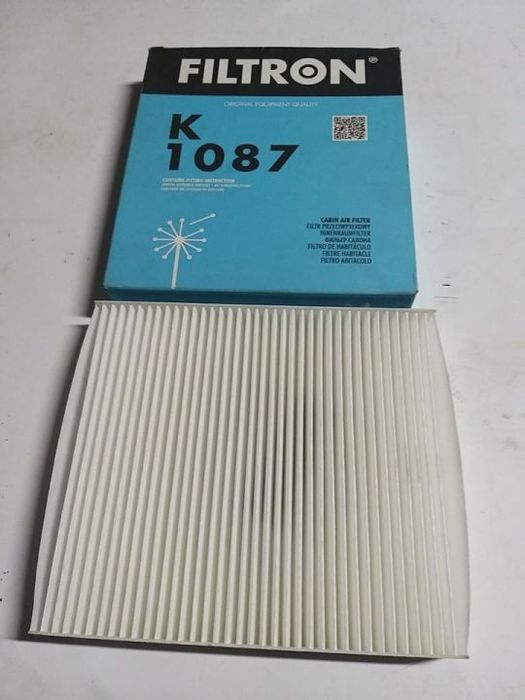 FILTRON®
ORIGINAL EQUIPMENT QUALITY
K
1087
CONTAINS FITTING INSTRUCTION
CABIN AIR FILTER
FILTR PRZECIWPYŁKOWY
INNENRAUMFILTER
ФИЛЬТР САЛОНА
FILTRO DE HABITÁCULO
FILTRE HABITACLE
FILTRO ABITACOLO